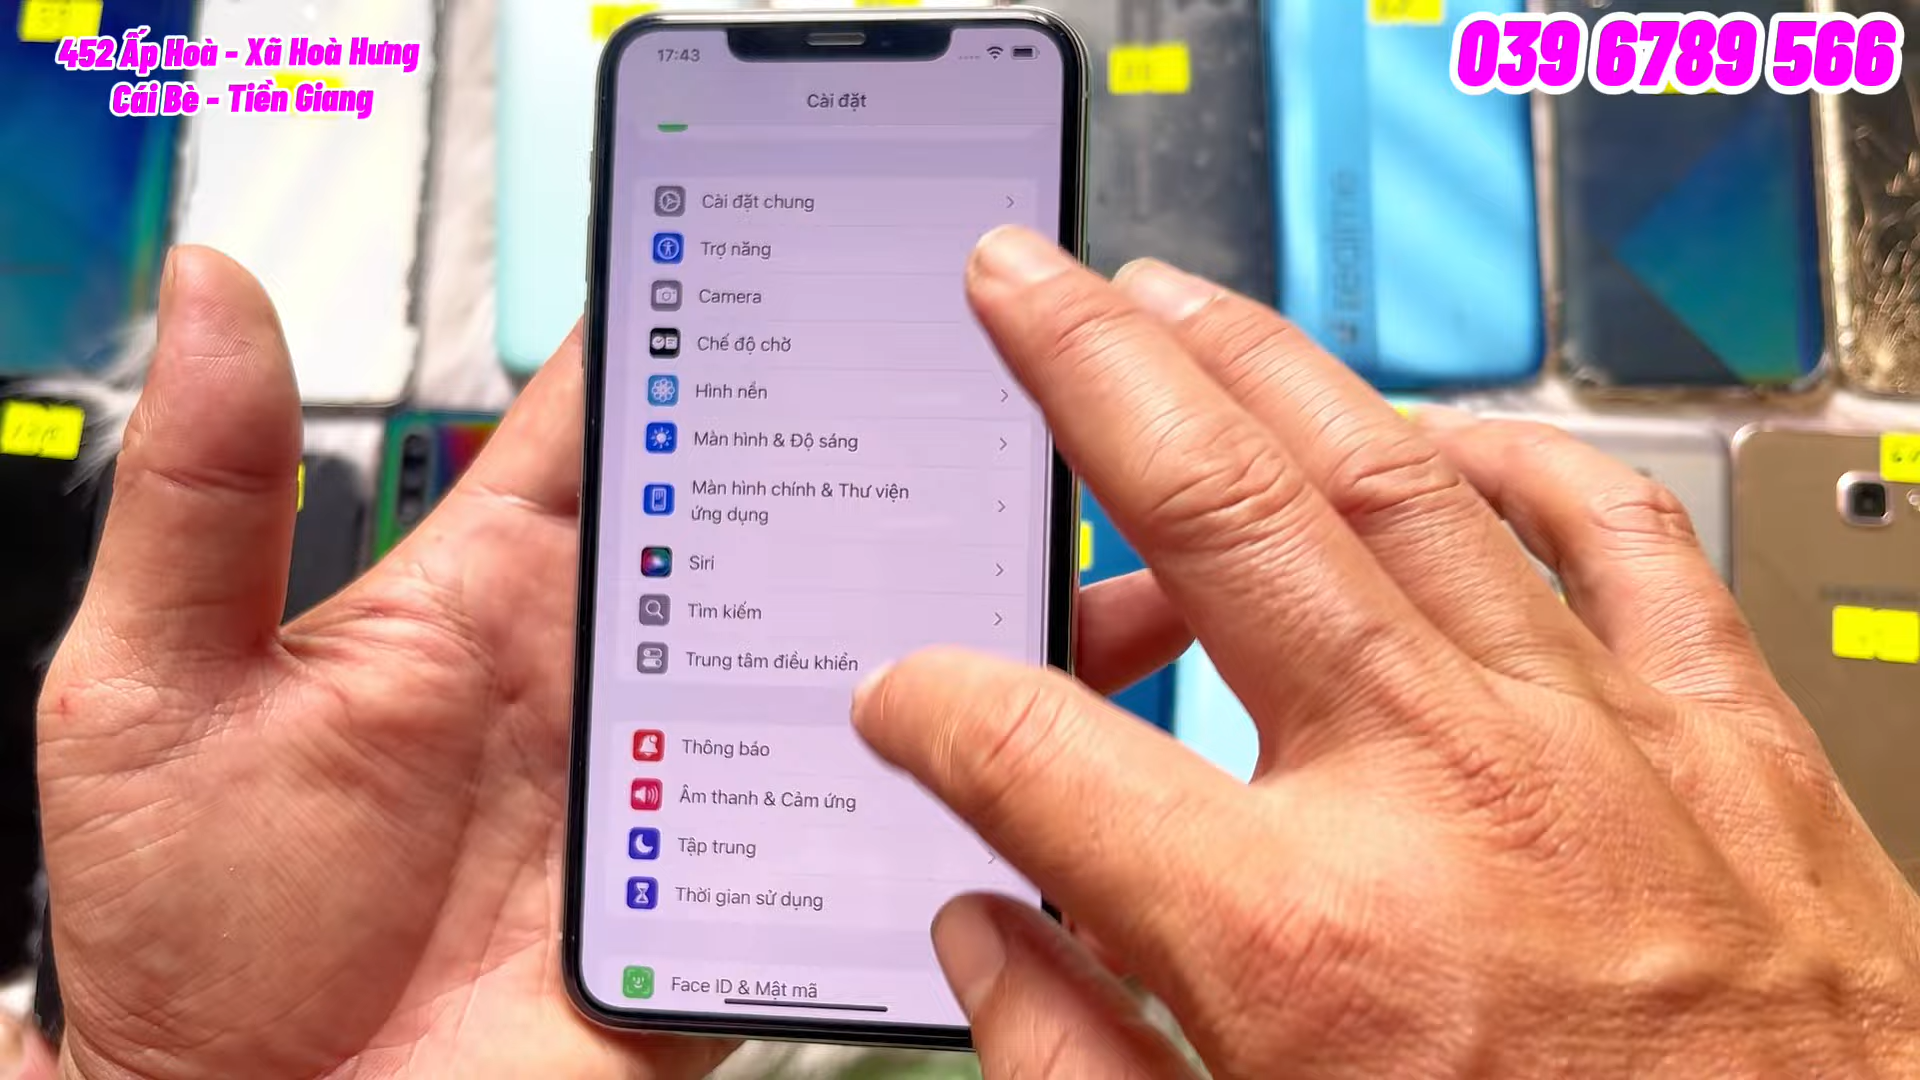 452 Ấp Hoà - Xã Hoà Hưng
Cái Bè - Tiền Giang
039 6789 566
17:43
Cài đặt
Cài đặt chung
Trợ năng
Camera
Chế độ chờ
Hình nền
Màn hình & Độ sáng
Màn hình chính & Thư viện
ứng dụng
Siri
Tìm kiếm
Trung tâm điều khiển
Thông báo
Âm thanh & Cảm ứng
Tập trung
Thời gian sử dụng
Face ID & Mật mã
realme